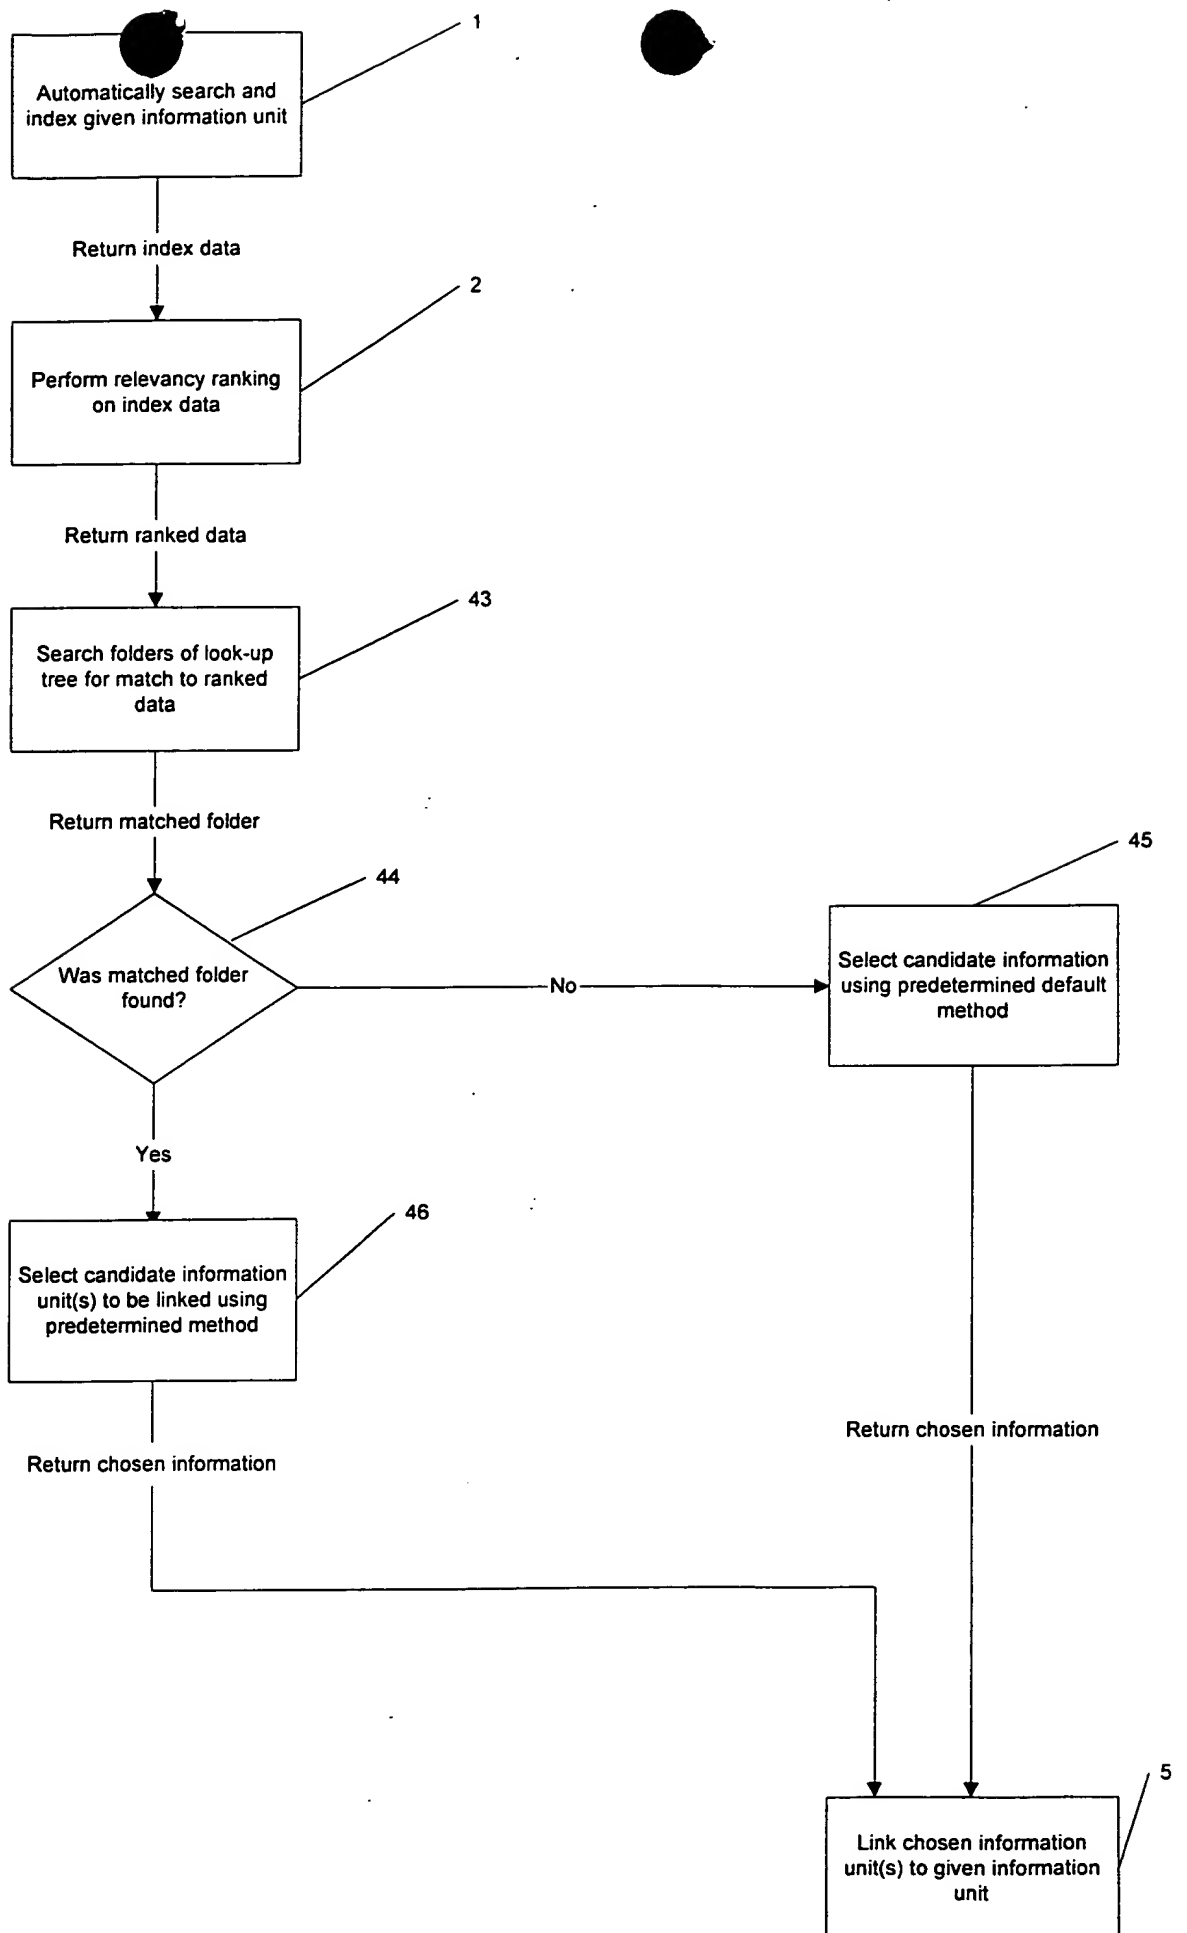 1
Automatically search and
index given information unit
Return index data
2
Perform relevancy ranking
on index data
Return ranked data
43
Search folders of look-up
tree for match to ranked
data
Return matched folder
44
Was matched folder
found?
No
45
Select candidate information
using predetermined default
method
Yes
46
Select candidate information
unit(s) to be linked using
predetermined method
Return chosen information
Return chosen information
5
Link chosen information
unit(s) to given information
unit